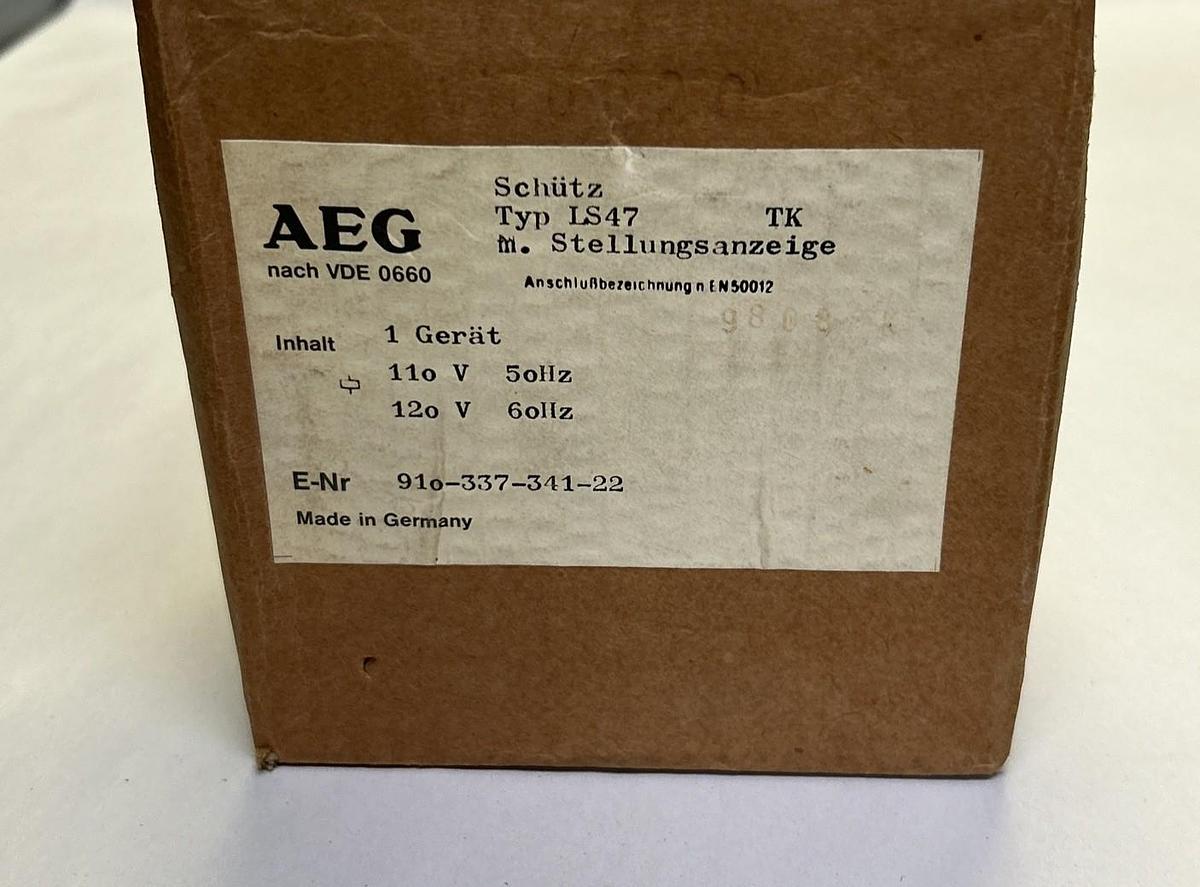 Schütz
Typ LS47 TK
m. Stellungsanzeige
AEG
nach VDE 0660
Anschlußbezeichnung n EN50012
Inhalt 1 Gerät
11o V 5oHz
12o V 6oHz
E-Nr 91o-337-341-22
Made in Germany